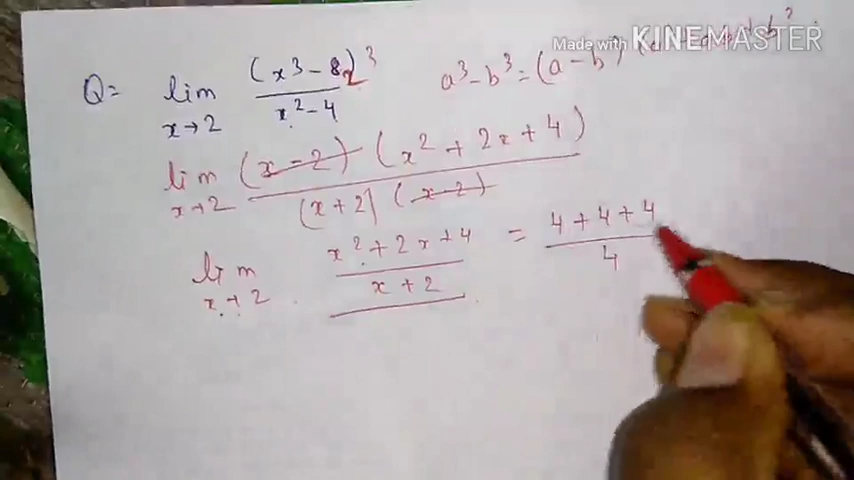 Made with KINEMASTER
Q= lim x→2 (x³-8)/(x²-4) 2³
a³-b³=(a-b)
lim x→2 (x-2)(x²+2x+4)/(x+2)(x-2)
lim x→2 x²+2x+4/x+2 = 4+4+4/4